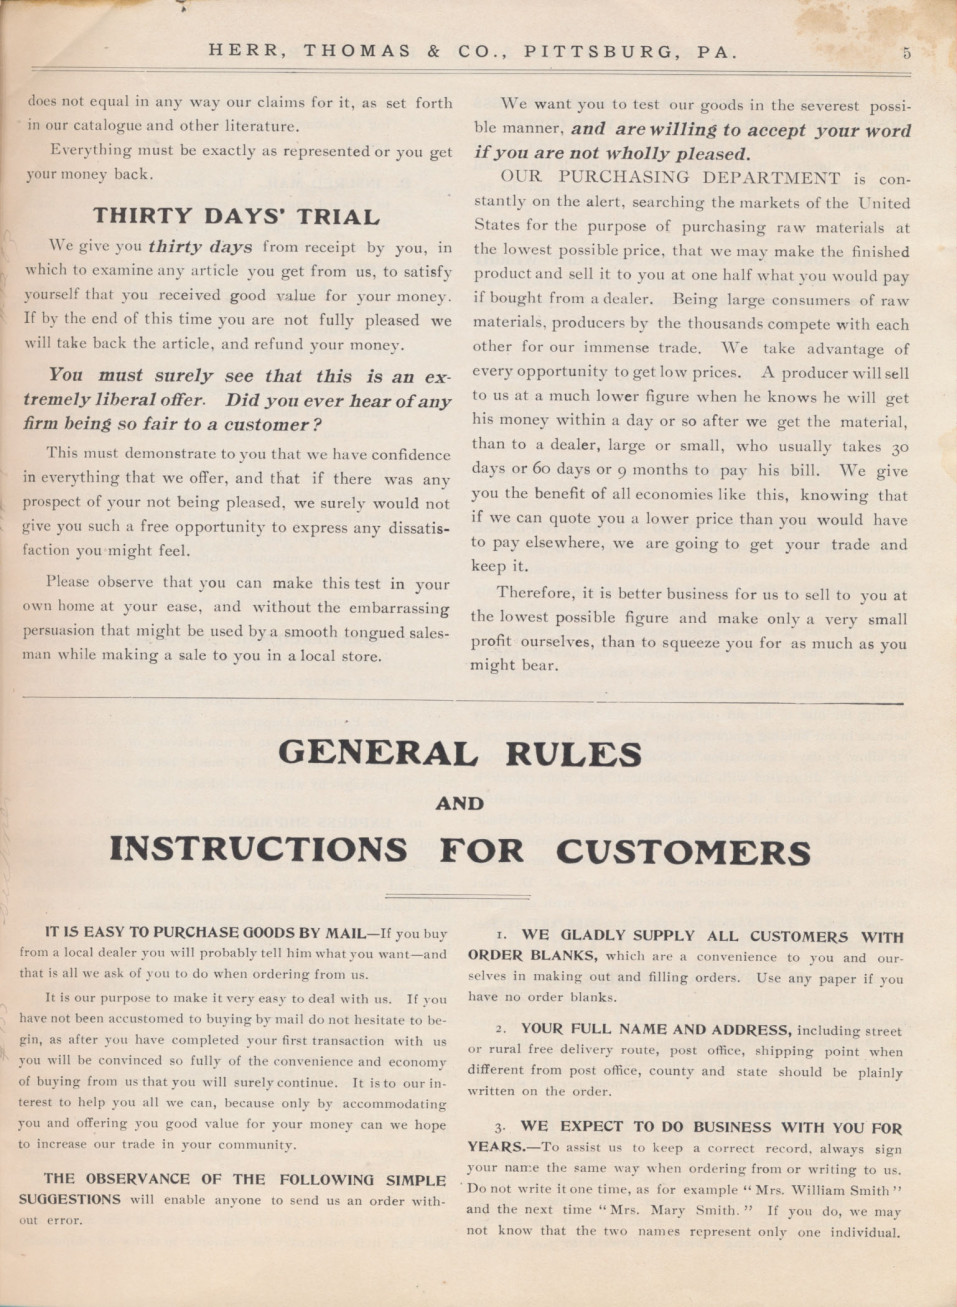 HERR, THOMAS & CO., PITTSBURG, PA. 5
does not equal in any way our claims for it, as set forth
in our catalogue and other literature.
Everything must be exactly as represented or you get
your money back.
THIRTY DAYS' TRIAL
We give you thirty days from receipt by you, in
which to examine any article you get from us, to satisfy
yourself that you received good value for your money.
If by the end of this time you are not fully pleased we
will take back the article, and refund your money.
You must surely see that this is an ex-
tremely liberal offer. Did you ever hear of any
firm being so fair to a customer?
This must demonstrate to you that we have confidence
in everything that we offer, and that if there was any
prospect of your not being pleased, we surely would not
give you such a free opportunity to express any dissatis-
faction you might feel.
Please observe that you can make this test in your
own home at your ease, and without the embarrassing
persuasion that might be used by a smooth tongued sales-
man while making a sale to you in a local store.
We want you to test our goods in the severest possi-
ble manner, and are willing to accept your word
if you are not wholly pleased.
OUR PURCHASING DEPARTMENT is con-
stantly on the alert, searching the markets of the United
States for the purpose of purchasing raw materials at
the lowest possible price, that we may make the finished
product and sell it to you at one half what you would pay
if bought from a dealer. Being large consumers of raw
materials, producers by the thousands compete with each
other for our immense trade. We take advantage of
every opportunity to get low prices. A producer will sell
to us at a much lower figure when he knows he will get
his money within a day or so after we get the material,
than to a dealer, large or small, who usually takes 30
days or 60 days or 9 months to pay his bill. We give
you the benefit of all economies like this, knowing that
if we can quote you a lower price than you would have
to pay elsewhere, we are going to get your trade and
keep it.
Therefore, it is better business for us to sell to you at
the lowest possible figure and make only a very small
profit ourselves, than to squeeze you for as much as you
might bear.
GENERAL RULES
AND
INSTRUCTIONS FOR CUSTOMERS
IT IS EASY TO PURCHASE GOODS BY MAIL—If you buy
from a local dealer you will probably tell him what you want—and
that is all we ask of you to do when ordering from us.
It is our purpose to make it very easy to deal with us. If you
have not been accustomed to buying by mail do not hesitate to be-
gin, as after you have completed your first transaction with us
you will be convinced so fully of the convenience and economy
of buying from us that you will surely continue. It is to our in-
terest to help you all we can, because only by accommodating
you and offering you good value for your money can we hope
to increase our trade in your community.
THE OBSERVANCE OF THE FOLLOWING SIMPLE
SUGGESTIONS will enable anyone to send us an order with-
out error.
1. WE GLADLY SUPPLY ALL CUSTOMERS WITH
ORDER BLANKS, which are a convenience to you and our-
selves in making out and filling orders. Use any paper if you
have no order blanks.
2. YOUR FULL NAME AND ADDRESS, including street
or rural free delivery route, post office, shipping point when
different from post office, county and state should be plainly
written on the order.
3. WE EXPECT TO DO BUSINESS WITH YOU FOR
YEARS.—To assist us to keep a correct record, always sign
your name the same way when ordering from or writing to us.
Do not write it one time, as for example "Mrs. William Smith"
and the next time "Mrs. Mary Smith." If you do, we may
not know that the two names represent only one individual.